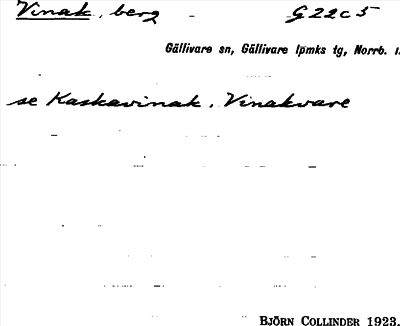 Vinak, berg - G22c5
Gällivare sn, Gällivare lpmks tg, Norrb. l.
se Kaskavinak, Vinakvare
BJÖRN COLLINDER 1923.